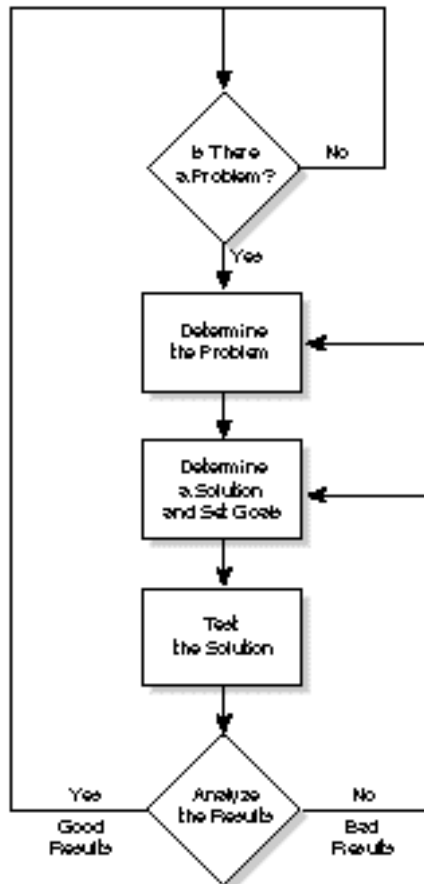 Is There
a Problem?
No
Yes
Determine
the Problem
Determine
a Solution
and Set Goals
Test
the Solution
Analyze
the Results
Yes
Good
Results
No
Bad
Results